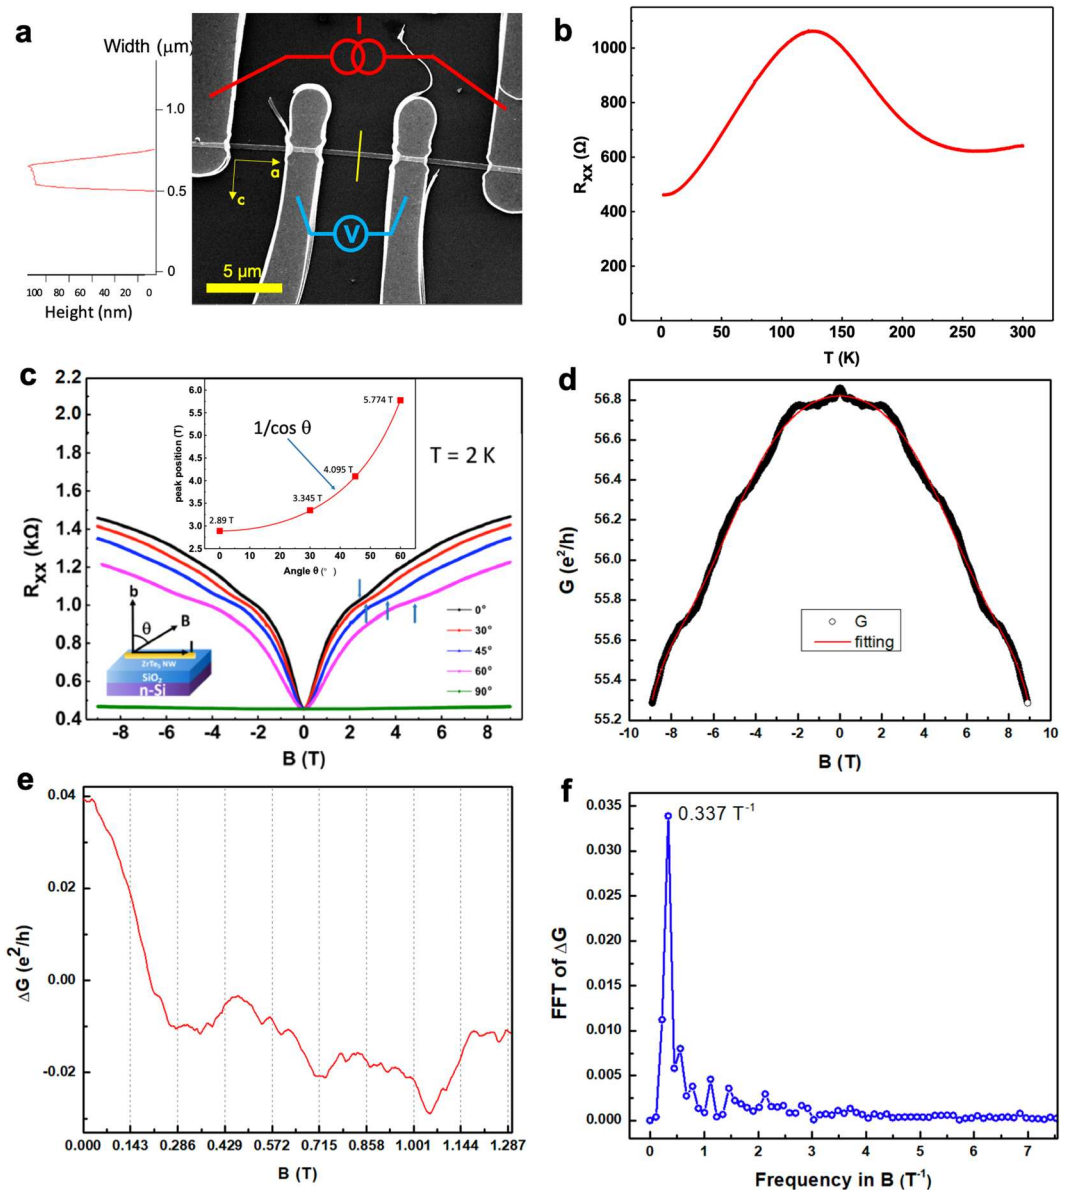 a
Width (μm)
1.0
0.5
0
100 80 60 40 20 0
Height (nm)
I
a
c
V
5 μm
b
Rxx (Ω)
1000
800
600
400
200
0
0 50 100 150 200 250 300
T (K)
c
Rxx (kΩ)
2.2
2.0
1.8
1.6
1.4
1.2
1.0
0.8
0.6
0.4
-8 -6 -4 -2 0 2 4 6 8
B (T)
peak position (T)
6.0
5.5
5.0
4.5
4.0
3.5
3.0
2.5
0 10 20 30 40 50 60
Angle θ (°)
1/cos θ
5.774 T
4.095 T
3.345 T
2.89 T
T = 2 K
0°
30°
45°
60°
90°
b
θ
B
I
ZrTe5 NW
SiO2
n-Si
d
G (e2/h)
56.8
56.5
56.2
55.9
55.6
55.2
-10 -8 -6 -4 -2 0 2 4 6 8 10
B (T)
G
fitting
e
ΔG (e2/h)
0.04
0.02
0.00
-0.02
0.000 0.143 0.286 0.429 0.572 0.715 0.858 1.001 1.144 1.287
B (T)
f
FFT of ΔG
0.035
0.030
0.025
0.020
0.015
0.010
0.005
0.000
0.337 T-1
0 1 2 3 4 5 6 7
Frequency in B (T-1)